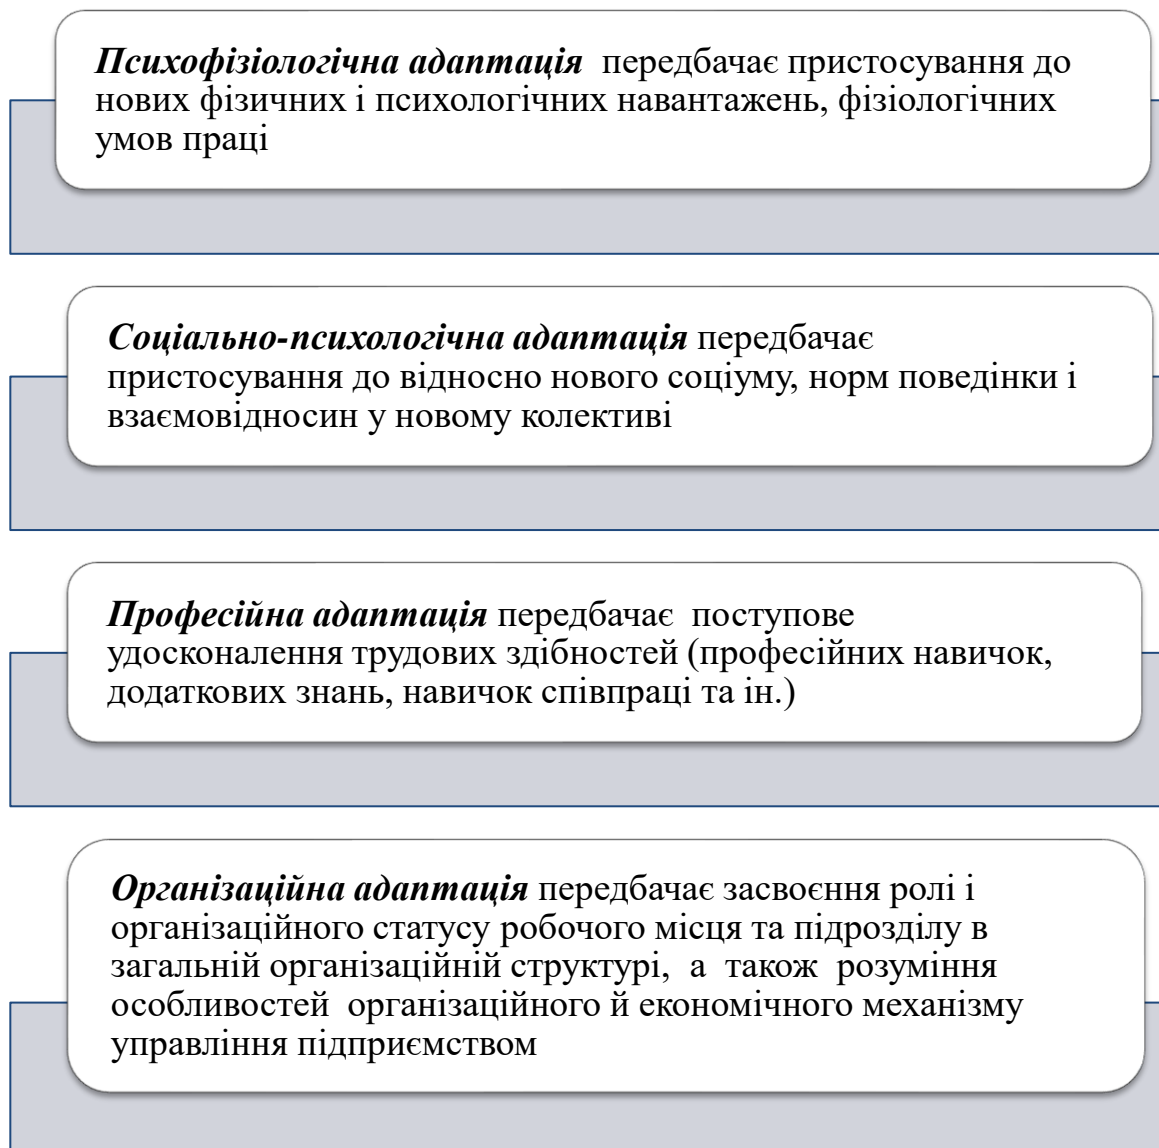 Психофізіологічна адаптація передбачає пристосування до
нових фізичних і психологічних навантажень, фізіологічних
умов праці
Соціально-психологічна адаптація передбачає
пристосування до відносно нового соціуму, норм поведінки і
взаємовідносин у новому колективі
Професійна адаптація передбачає поступове
удосконалення трудових здібностей (професійних навичок,
додаткових знань, навичок співпраці та ін.)
Організаційна адаптація передбачає засвоєння ролі і
організаційного статусу робочого місця та підрозділу в
загальній організаційній структурі, а також розуміння
особливостей організаційного й економічного механізму
управління підприємством